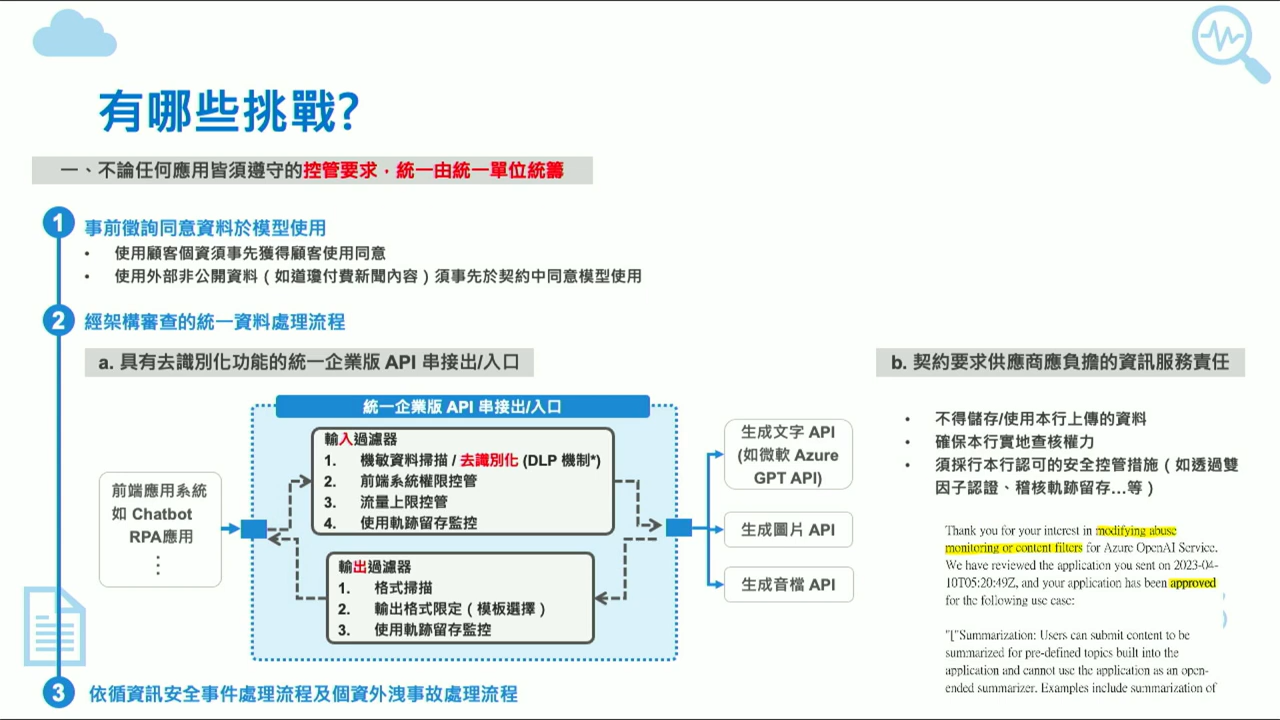 有哪些挑戰?
一、不論任何應用皆須遵守的控管要求，統一由統一單位統籌
1 事前徵詢同意資料於模型使用
• 使用顧客個資須事先獲得顧客使用同意
• 使用外部非公開資料（如道瓊付費新聞內容）須事先於契約中同意模型使用
2 經架構審查的統一資料處理流程
a. 具有去識別化功能的統一企業版 API 串接出/入口
統一企業版 API 串接出/入口
輸入過濾器
1. 機敏資料掃描 / 去識別化 (DLP 機制*)
2. 前端系統權限控管
3. 流量上限控管
4. 使用軌跡留存監控
輸出過濾器
1. 格式掃描
2. 輸出格式限定（模板選擇）
3. 使用軌跡留存監控
前端應用系統
如 Chatbot
RPA應用
⋮
生成文字 API
(如微軟 Azure
GPT API)
生成圖片 API
生成音檔 API
b. 契約要求供應商應負擔的資訊服務責任
• 不得儲存/使用本行上傳的資料
• 確保本行實地查核權力
• 須採行本行認可的安全控管措施（如透過雙
因子認證、稽核軌跡留存…等）
Thank you for your interest in modifying abuse
monitoring or content filters for Azure OpenAI Service.
We have reviewed the application you sent on 2023-04-
10T05:20:49Z, and your application has been approved
for the following use case:
"["Summarization: Users can submit content to be
summarized for pre-defined topics built into the
application and cannot use the application as an open-
ended summarizer. Examples include summarization of
3 依循資訊安全事件處理流程及個資外洩事故處理流程